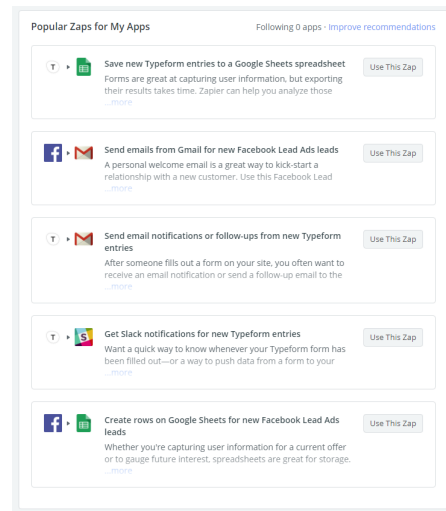 Popular Zaps for My Apps
Following 0 apps · Improve recommendations
T
Save new Typeform entries to a Google Sheets spreadsheet
Use This Zap
Forms are great at capturing user information, but exporting
their results takes time. Zapier can help you analyze those
...more
Send emails from Gmail for new Facebook Lead Ads leads
Use This Zap
A personal welcome email is a great way to kick-start a
relationship with a new customer. Use this Facebook Lead
...more
T
Send email notifications or follow-ups from new Typeform
entries
Use This Zap
After someone fills out a form on your site, you often want to
receive an email notification or send a follow-up email to the
...more
T
Get Slack notifications for new Typeform entries
Use This Zap
Want a quick way to know whenever your Typeform form has
been filled out—or a way to push data from a form to your
...more
Create rows on Google Sheets for new Facebook Lead Ads
leads
Use This Zap
Whether you're capturing user information for a current offer
or to gauge future interest, spreadsheets are great for storage.
...more